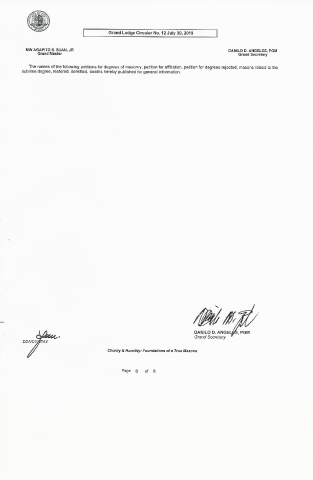 Grand Lodge Circular No. 12 July 30, 2019
MW AGAPITO S. SUAN, JR.
Grand Master
DANILO D. ANGELES, PGM
Grand Secretary
The names of the following petitions for degrees of masonry, petition for affiliation, petition for degrees rejected, masons raised to the
sublime degree, restored, demitted, deaths hereby published for general information.
DANILO D. ANGELES, PGM
Grand Secretary
Charity & Humility: Foundations of a True Masons
Page 6 of 6